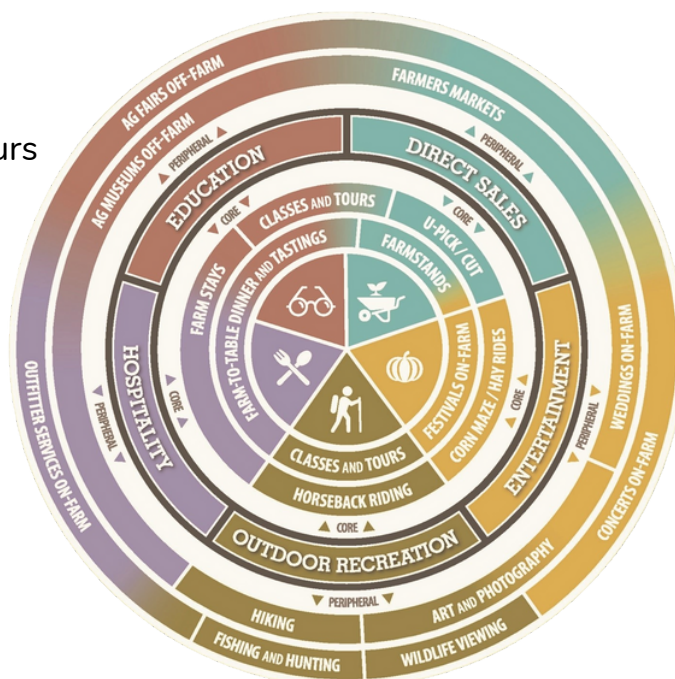 urs
AG FAIRS OFF-FARM
AG MUSEUMS OFF-FARM
FARMERS MARKETS
PERIPHERAL
PERIPHERAL
EDUCATION
DIRECT SALES
CORE
CORE
CLASSES AND TOURS
U-PICK / CUT
FARM STAYS
FARM-TO-TABLE DINNER AND TASTINGS
FARMSTANDS
HOSPITALITY
CORE
PERIPHERAL
OUTFITTER SERVICES ON-FARM
FESTIVALS ON-FARM
CORN MAZE / HAY RIDES
CORE
ENTERTAINMENT
PERIPHERAL
WEDDINGS ON-FARM
CONCERTS ON-FARM
CLASSES AND TOURS
HORSEBACK RIDING
CORE
OUTDOOR RECREATION
PERIPHERAL
HIKING
ART AND PHOTOGRAPHY
FISHING AND HUNTING
WILDLIFE VIEWING